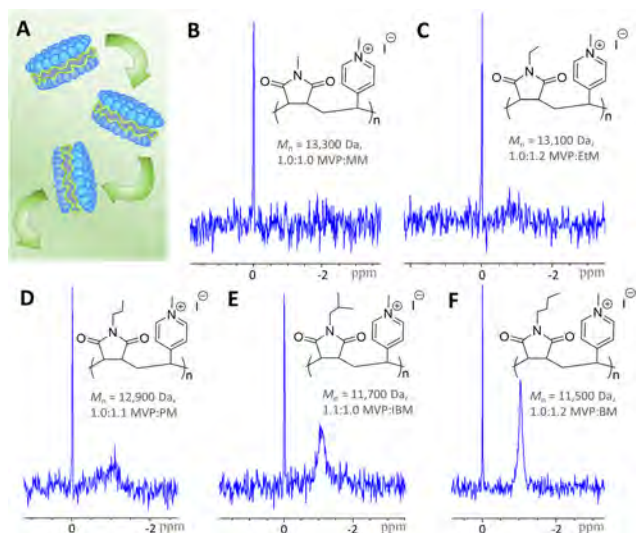 A
B
N
O
O
N
⊕
I⊖
n
Mn = 13,300 Da,
1.0:1.0 MVP:MM
0
-2
ppm
C
N
O
O
N
⊕
I⊖
n
Mn = 13,100 Da,
1.0:1.2 MVP:EtM
0
-2
ppm
D
N
O
O
N
⊕
I⊖
n
Mn = 12,900 Da,
1.0:1.1 MVP:PM
0
-2
ppm
E
N
O
O
N
⊕
I⊖
n
Mn = 11,700 Da,
1.1:1.0 MVP:IBM
0
-2
ppm
F
N
O
O
N
⊕
I⊖
n
Mn = 11,500 Da,
1.0:1.2 MVP:BM
0
-2
ppm